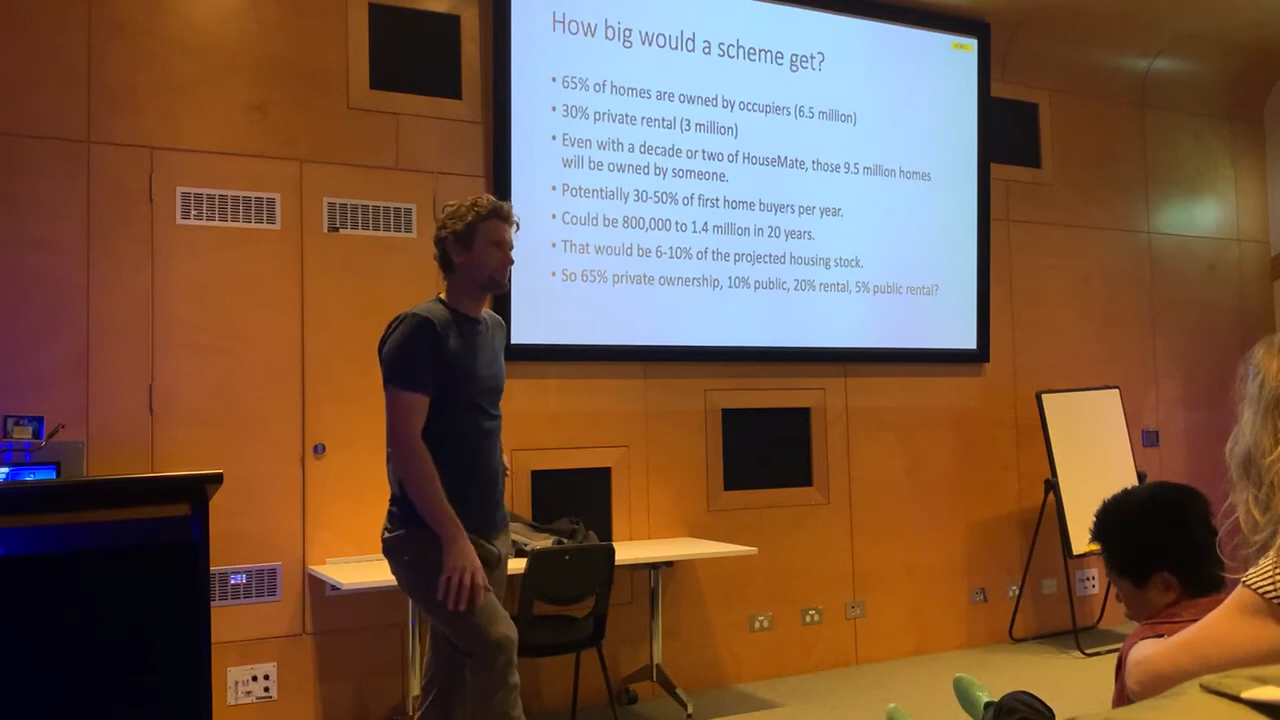 How big would a scheme get?
• 65% of homes are owned by occupiers (6.5 million)
• 30% private rental (3 million)
• Even with a decade or two of HouseMate, those 9.5 million homes
will be owned by someone.
• Potentially 30-50% of first home buyers per year.
• Could be 800,000 to 1.4 million in 20 years.
• That would be 6-10% of the projected housing stock.
• So 65% private ownership, 10% public, 20% rental, 5% public rental?